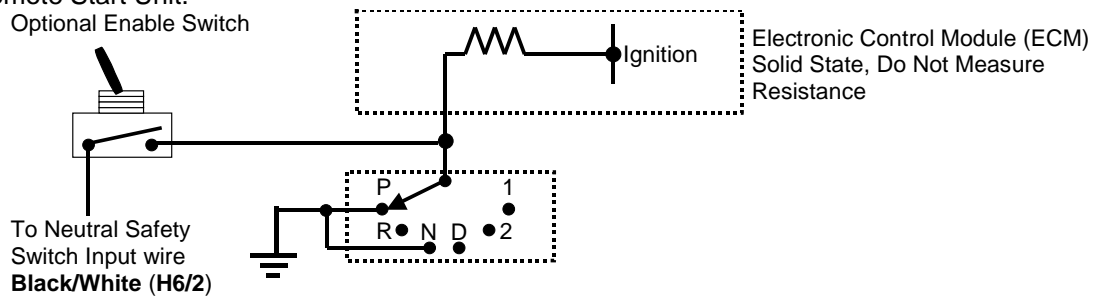 Remote Start Unit.
Optional Enable Switch
Ignition
Electronic Control Module (ECM)
Solid State, Do Not Measure
Resistance
P
1
R
N
D
2
To Neutral Safety
Switch Input wire
Black/White (H6/2)